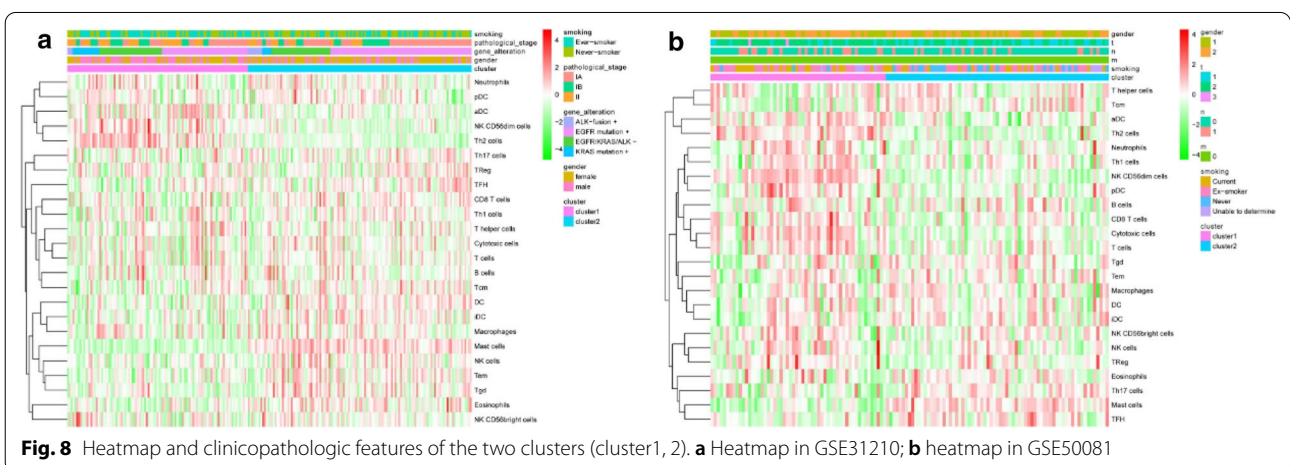 a
smoking
pathological_stage
gene_alteration
gender
cluster
Neutrophils
pDC
aDC
NK CD56dim cells
Th2 cells
Th17 cells
TReg
TFH
CD8 T cells
Th1 cells
T helper cells
Cytotoxic cells
T cells
B cells
Tcm
DC
iDC
Macrophages
Mast cells
NK cells
Tem
Tgd
Eosinophils
NK CD56bright cells
4
2
0
−2
−4
smoking
Ever−smoker
Never−smoker
pathological_stage
IA
IB
II
gene_alteration
ALK−fusion +
EGFR mutation +
EGFR/KRAS/ALK −
KRAS mutation +
gender
female
male
cluster
cluster1
cluster2
b
gender
t
n
m
smoking
cluster
T helper cells
Tcm
aDC
Th2 cells
Neutrophils
Th1 cells
NK CD56dim cells
pDC
B cells
CD8 T cells
Cytotoxic cells
T cells
Tgd
Tem
Macrophages
DC
iDC
NK CD56bright cells
NK cells
TReg
Eosinophils
Th17 cells
Mast cells
TFH
4
2
0
−2
−4
gender
1
2
t
1
2
3
n
0
1
m
0
smoking
Current
Ex−smoker
Never
Unable to determine
cluster
cluster1
cluster2
Fig. 8 Heatmap and clinicopathologic features of the two clusters (cluster1, 2). a Heatmap in GSE31210; b heatmap in GSE50081